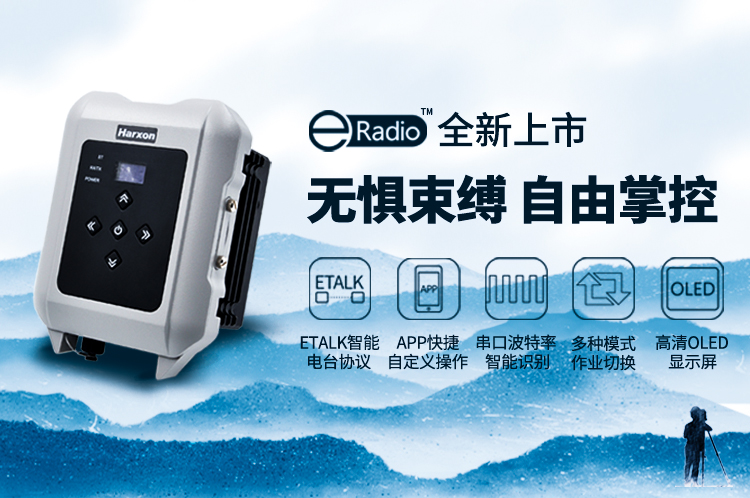 eRadio™ 全新上市
无惧束缚 自由掌控
Harxon
BT
WATTS
POWER
ETALK
APP
OLED
ETALK智能
电台协议
APP快捷
自定义操作
串口波特率
智能识别
多种模式
作业切换
高清OLED
显示屏